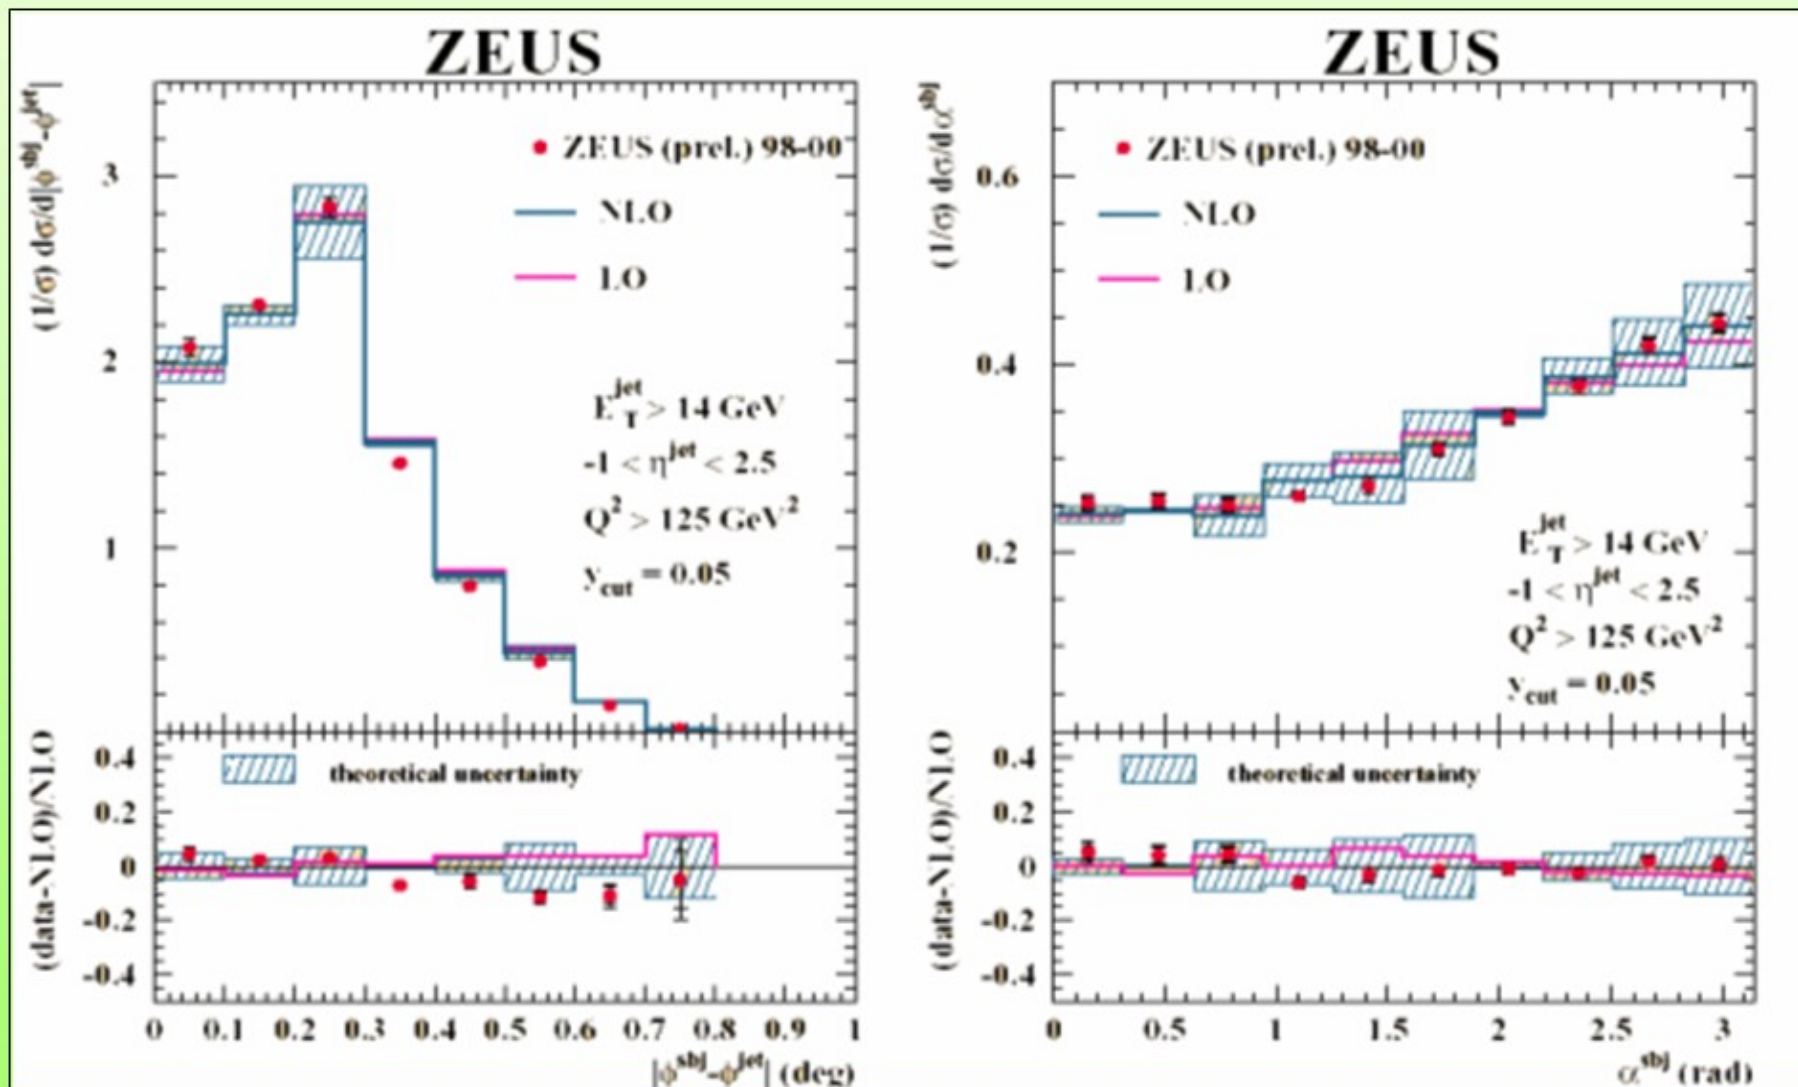 ZEUS
(1/σ) dσ/d|ϕ^sbj-ϕ^jet|
3
2
1
ZEUS (prel.) 98-00
NLO
LO
E_T^jet > 14 GeV
-1 < η^jet < 2.5
Q² > 125 GeV²
y_cut = 0.05
(data-NLO)/NLO
0.4
0.2
0
-0.2
-0.4
theoretical uncertainty
0 0.1 0.2 0.3 0.4 0.5 0.6 0.7 0.8 0.9 1
|ϕ^sbj-ϕ^jet| (deg)
ZEUS
(1/σ) dσ/dα^sbj
0.6
0.4
0.2
ZEUS (prel.) 98-00
NLO
LO
E_T^jet > 14 GeV
-1 < η^jet < 2.5
Q² > 125 GeV²
y_cut = 0.05
(data-NLO)/NLO
0.4
0.2
0
-0.2
-0.4
theoretical uncertainty
0 0.5 1 1.5 2 2.5 3
α^sbj (rad)